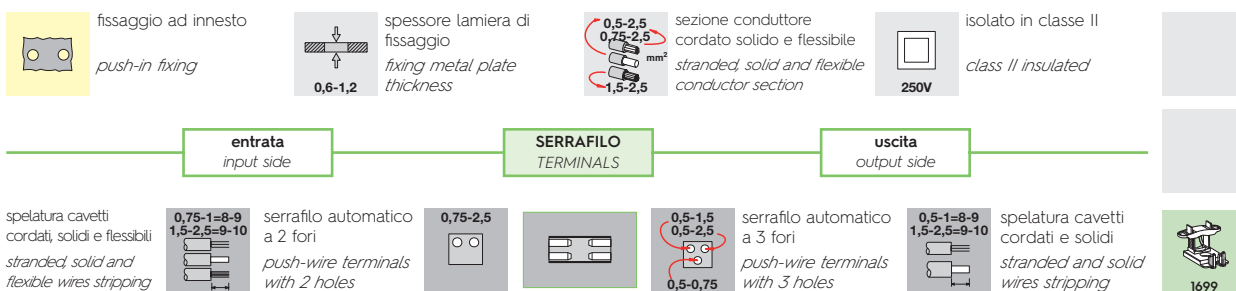 fissaggio ad innesto
push-in fixing
0,6-1,2
spessore lamiera di
fissaggio
fixing metal plate
thickness
0,5-2,5
0,75-2,5
mm²
1,5-2,5
sezione conduttore
cordato solido e flessibile
stranded, solid and flexible
conductor section
250V
isolato in classe II
class II insulated
entrata
input side
SERRAFILO
TERMINALS
uscita
output side
spelatura cavetti
cordati, solidi e flessibili
stranded, solid and
flexible wires stripping
0,75-1=8-9
1,5-2,5=9-10
serrafilo automatico
a 2 fori
push-wire terminals
with 2 holes
0,75-2,5
0,5-1,5
0,5-2,5
0,5-0,75
serrafilo automatico
a 3 fori
push-wire terminals
with 3 holes
0,5-1=8-9
1,5-2,5=9-10
spelatura cavetti
cordati e solidi
stranded and solid
wires stripping
1699